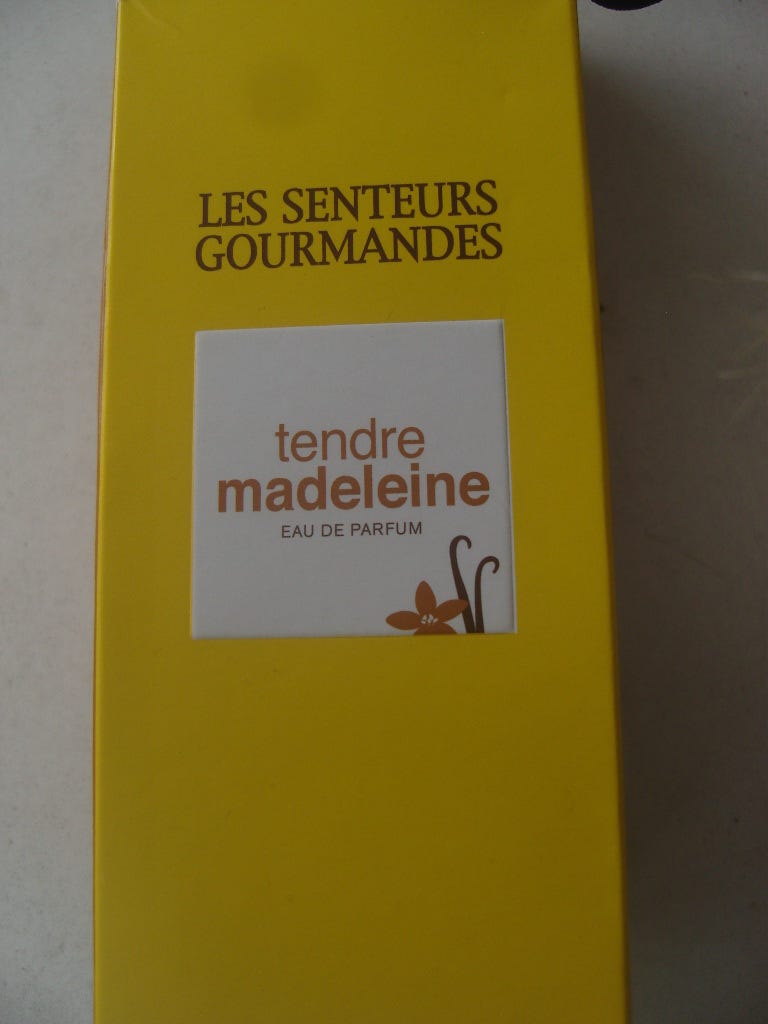 LES SENTEURS
GOURMANDES
tendre
madeleine
EAU DE PARFUM